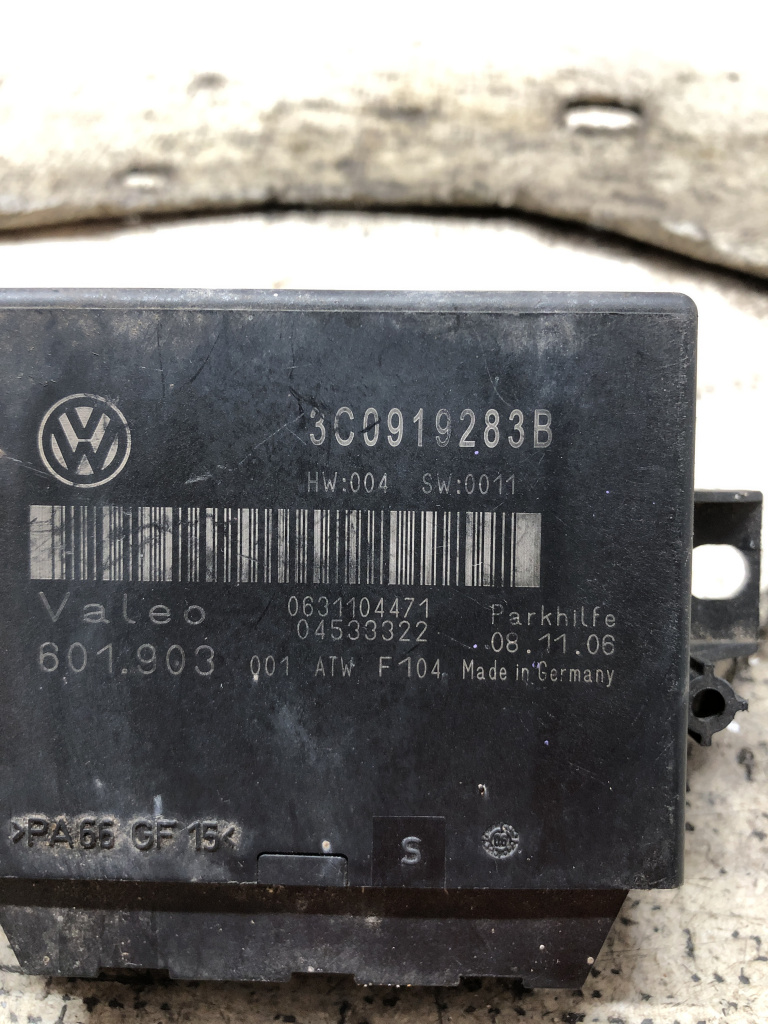 3C0919283B
HW:004 SW:0011
Valeo 0631104471 Parkhilfe
04533322 08.11.06
601.903 001 ATW F104 Made in Germany
>PA66 GF15<
S